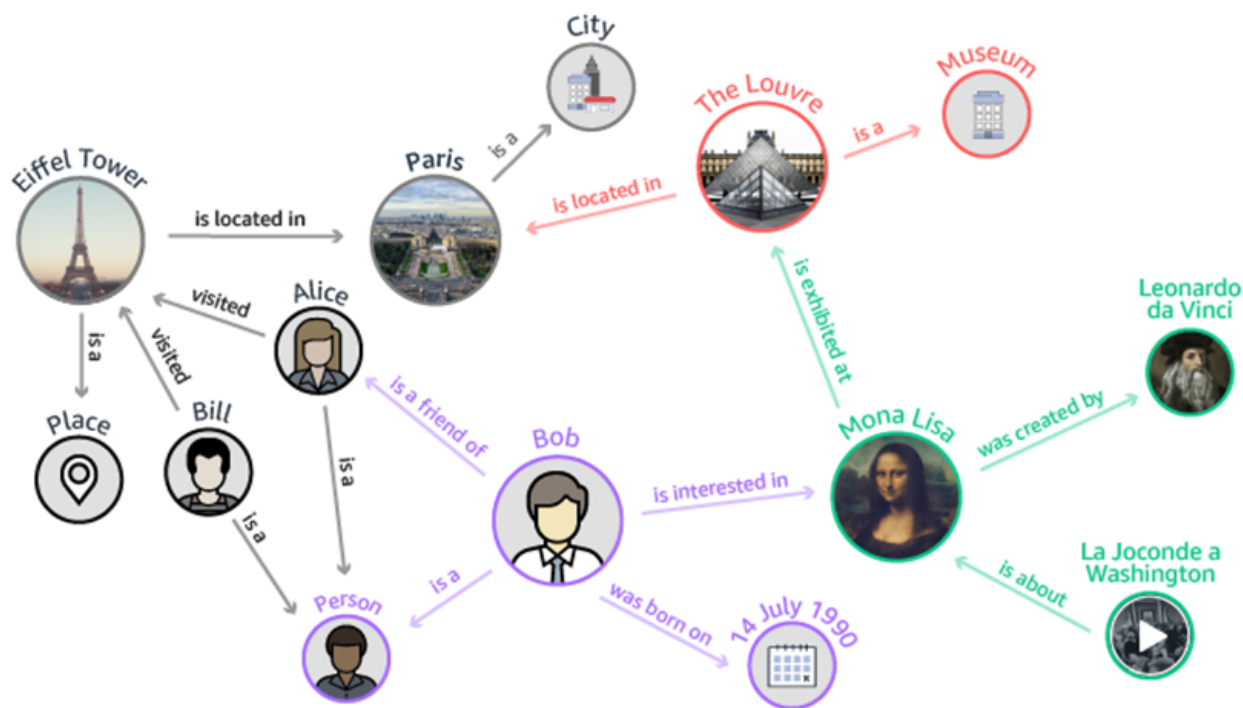 City
is a
The Louvre
Museum
is a
Eiffel Tower
Paris
is located in
is located in
Alice
visited
visited
is a
Place
Bill
is a friend of
is a
is a
Bob
is interested in
is exhibited at
Mona Lisa
was created by
Leonardo
da Vinci
La Joconde a
Washington
is about
Person
is a
was born on
14 July 1990